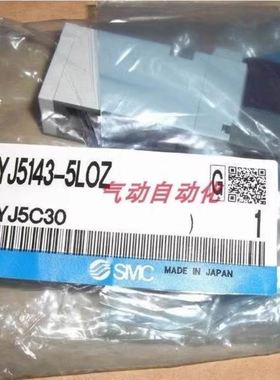 YJ5143-5LOZ
G
气动自动化
YJ5C30
)
1
SMC MADE IN JAPAN